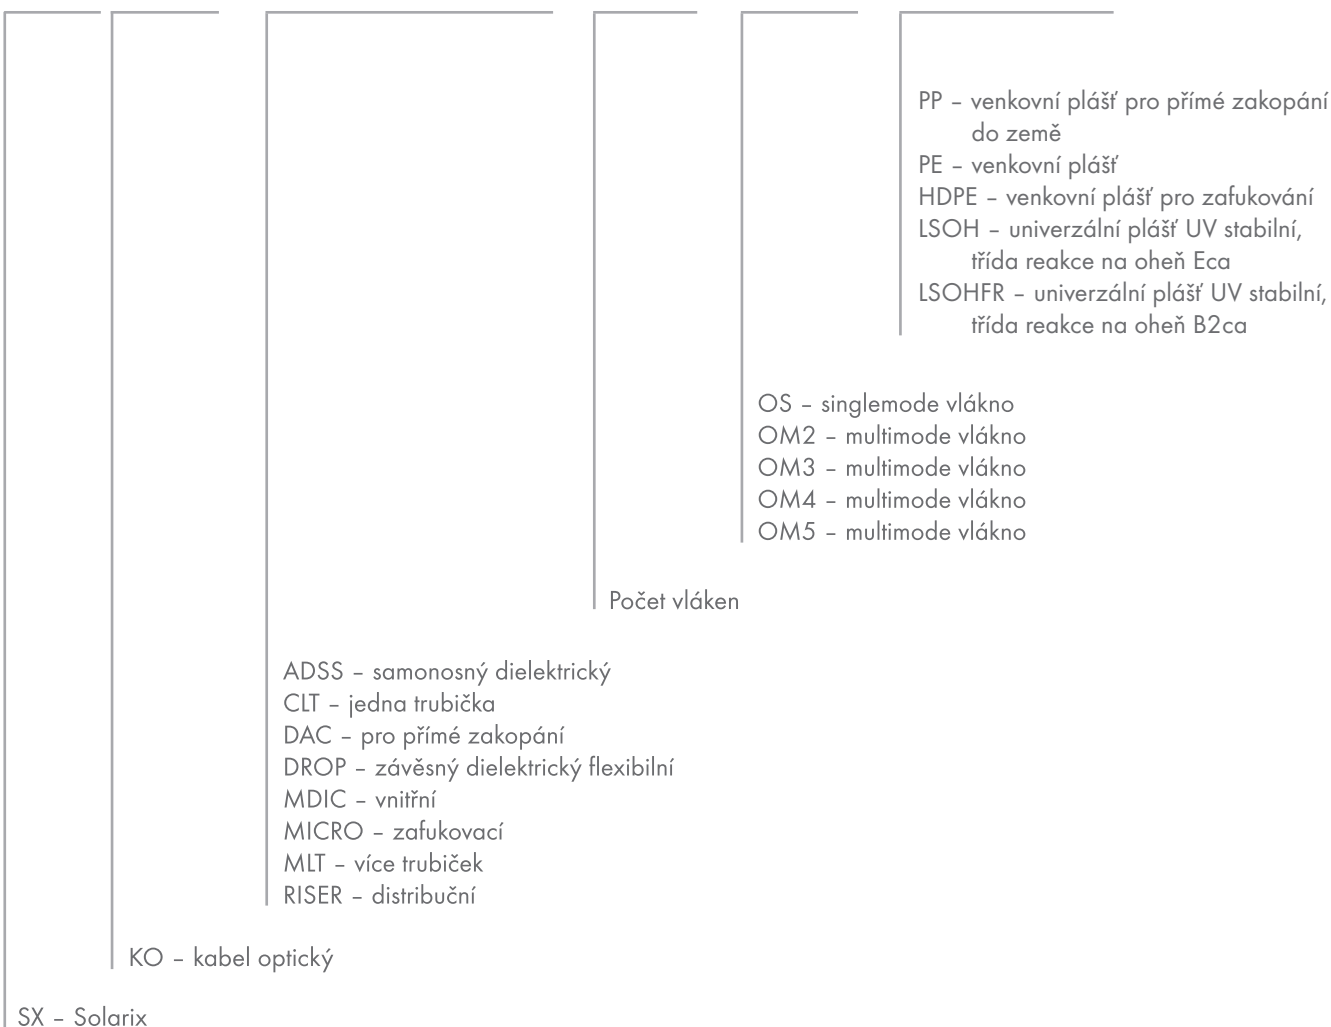 PP – venkovní plášť pro přímé zakopání
do země
PE – venkovní plášť
HDPE – venkovní plášť pro zafukování
LSOH – univerzální plášť UV stabilní,
třída reakce na oheň Eca
LSOHFR – univerzální plášť UV stabilní,
třída reakce na oheň B2ca
OS – singlemode vlákno
OM2 – multimode vlákno
OM3 – multimode vlákno
OM4 – multimode vlákno
OM5 – multimode vlákno
Počet vláken
ADSS – samonosný dielektrický
CLT – jedna trubička
DAC – pro přímé zakopání
DROP – závěsný dielektrický flexibilní
MDIC – vnitřní
MICRO – zafukovací
MLT – více trubiček
RISER – distribuční
KO – kabel optický
SX – Solarix